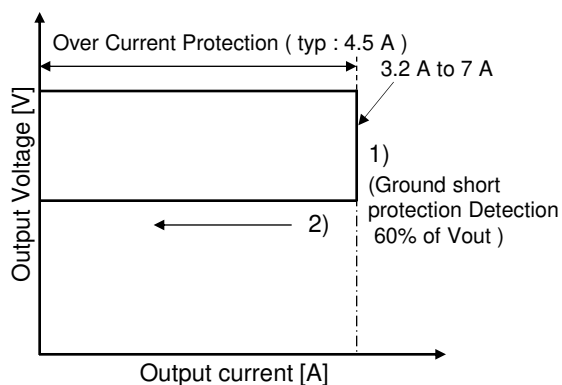 Over Current Protection ( typ : 4.5 A )
3.2 A to 7 A
Output Voltage [V]
1)
(Ground short
protection Detection
60% of Vout )
2)
Output current [A]